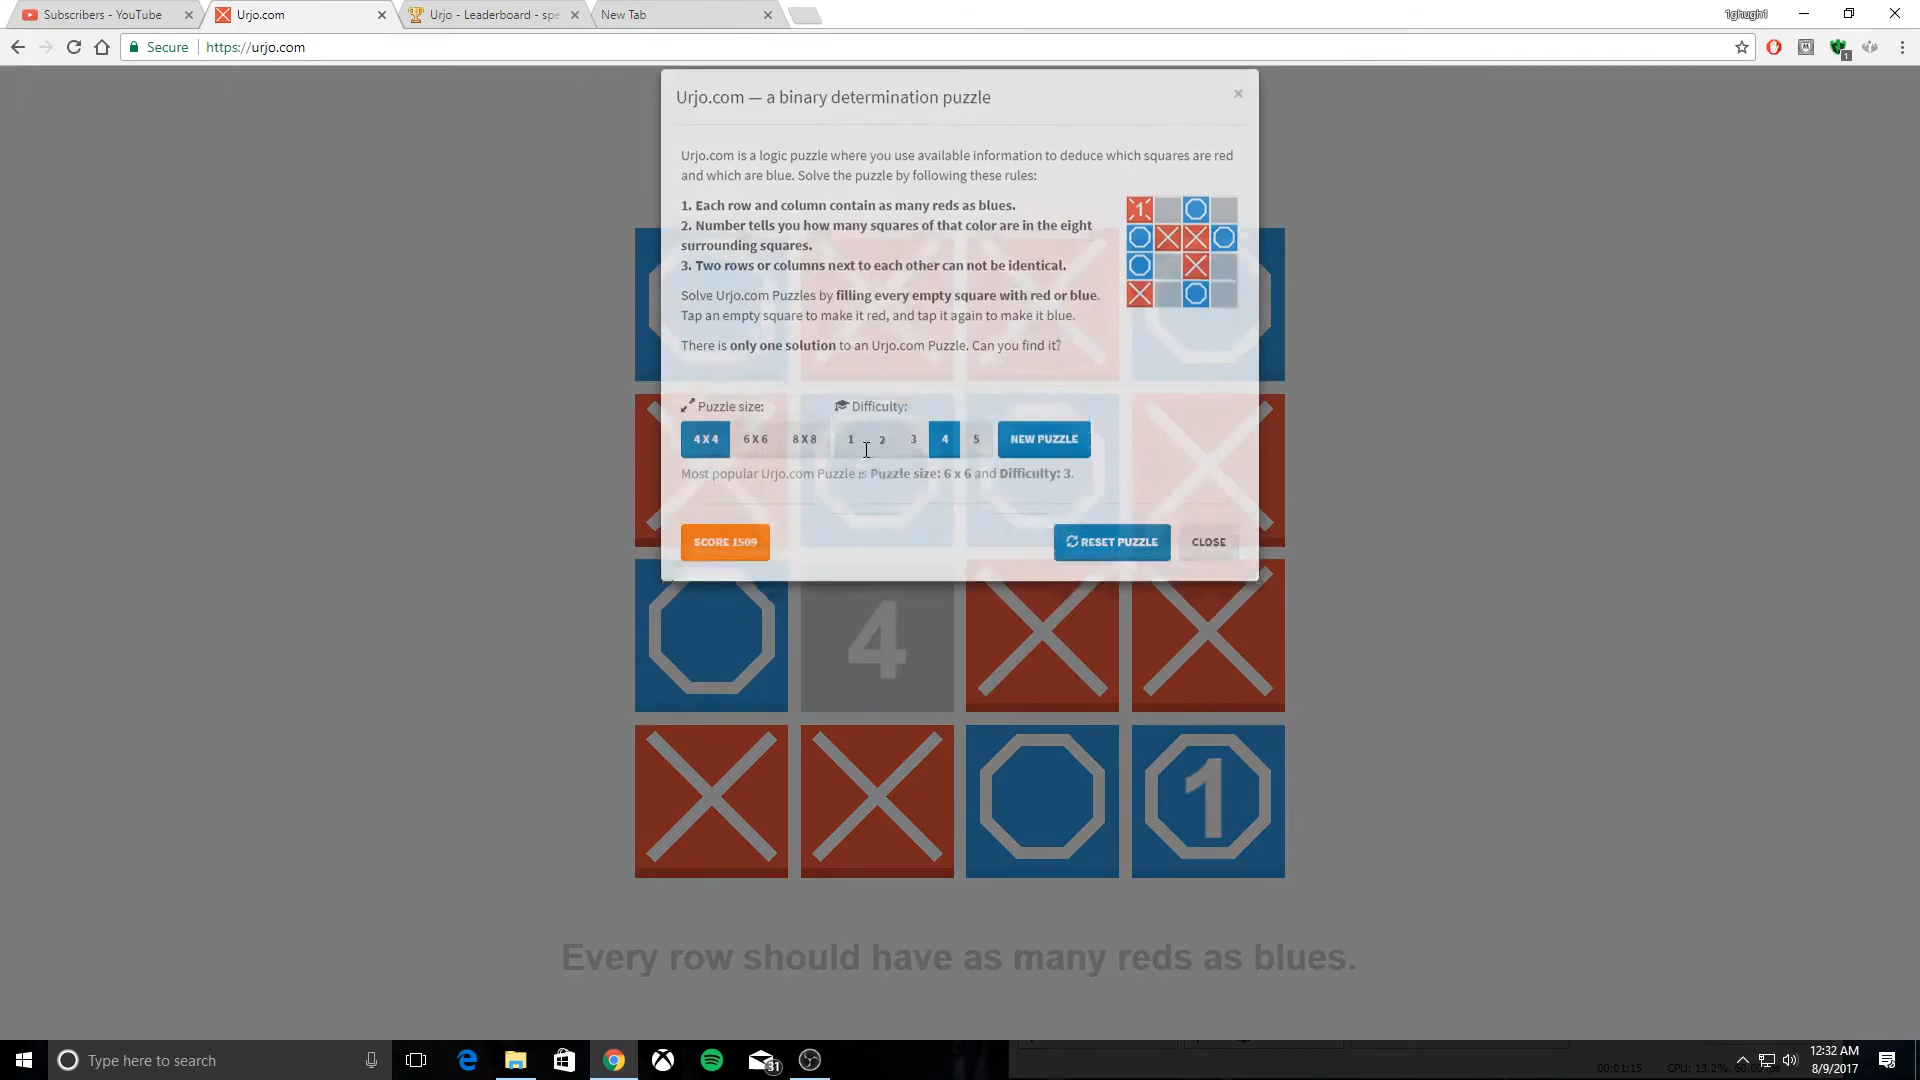 Subscribers - YouTube
Urjo.com
Urjo - Leaderboard - spe
New Tab
1ghugh1
Secure
https://urjo.com
1
Urjo.com — a binary determination puzzle
×
Urjo.com is a logic puzzle where you use available information to deduce which squares are red
and which are blue. Solve the puzzle by following these rules:
1. Each row and column contain as many reds as blues.
2. Number tells you how many squares of that color are in the eight
surrounding squares.
3. Two rows or columns next to each other can not be identical.
1
Solve Urjo.com Puzzles by filling every empty square with red or blue.
Tap an empty square to make it red, and tap it again to make it blue.
There is only one solution to an Urjo.com Puzzle. Can you find it?
Puzzle size:
Difficulty:
4 X 4
6 X 6
8 X 8
1
2
3
4
5
NEW PUZZLE
Most popular Urjo.com Puzzle is Puzzle size: 6 x 6 and Difficulty: 3.
SCORE 1509
RESET PUZZLE
CLOSE
4
1
Every row should have as many reds as blues.
Type here to search
31
12:32 AM
8/9/2017
00:01:15